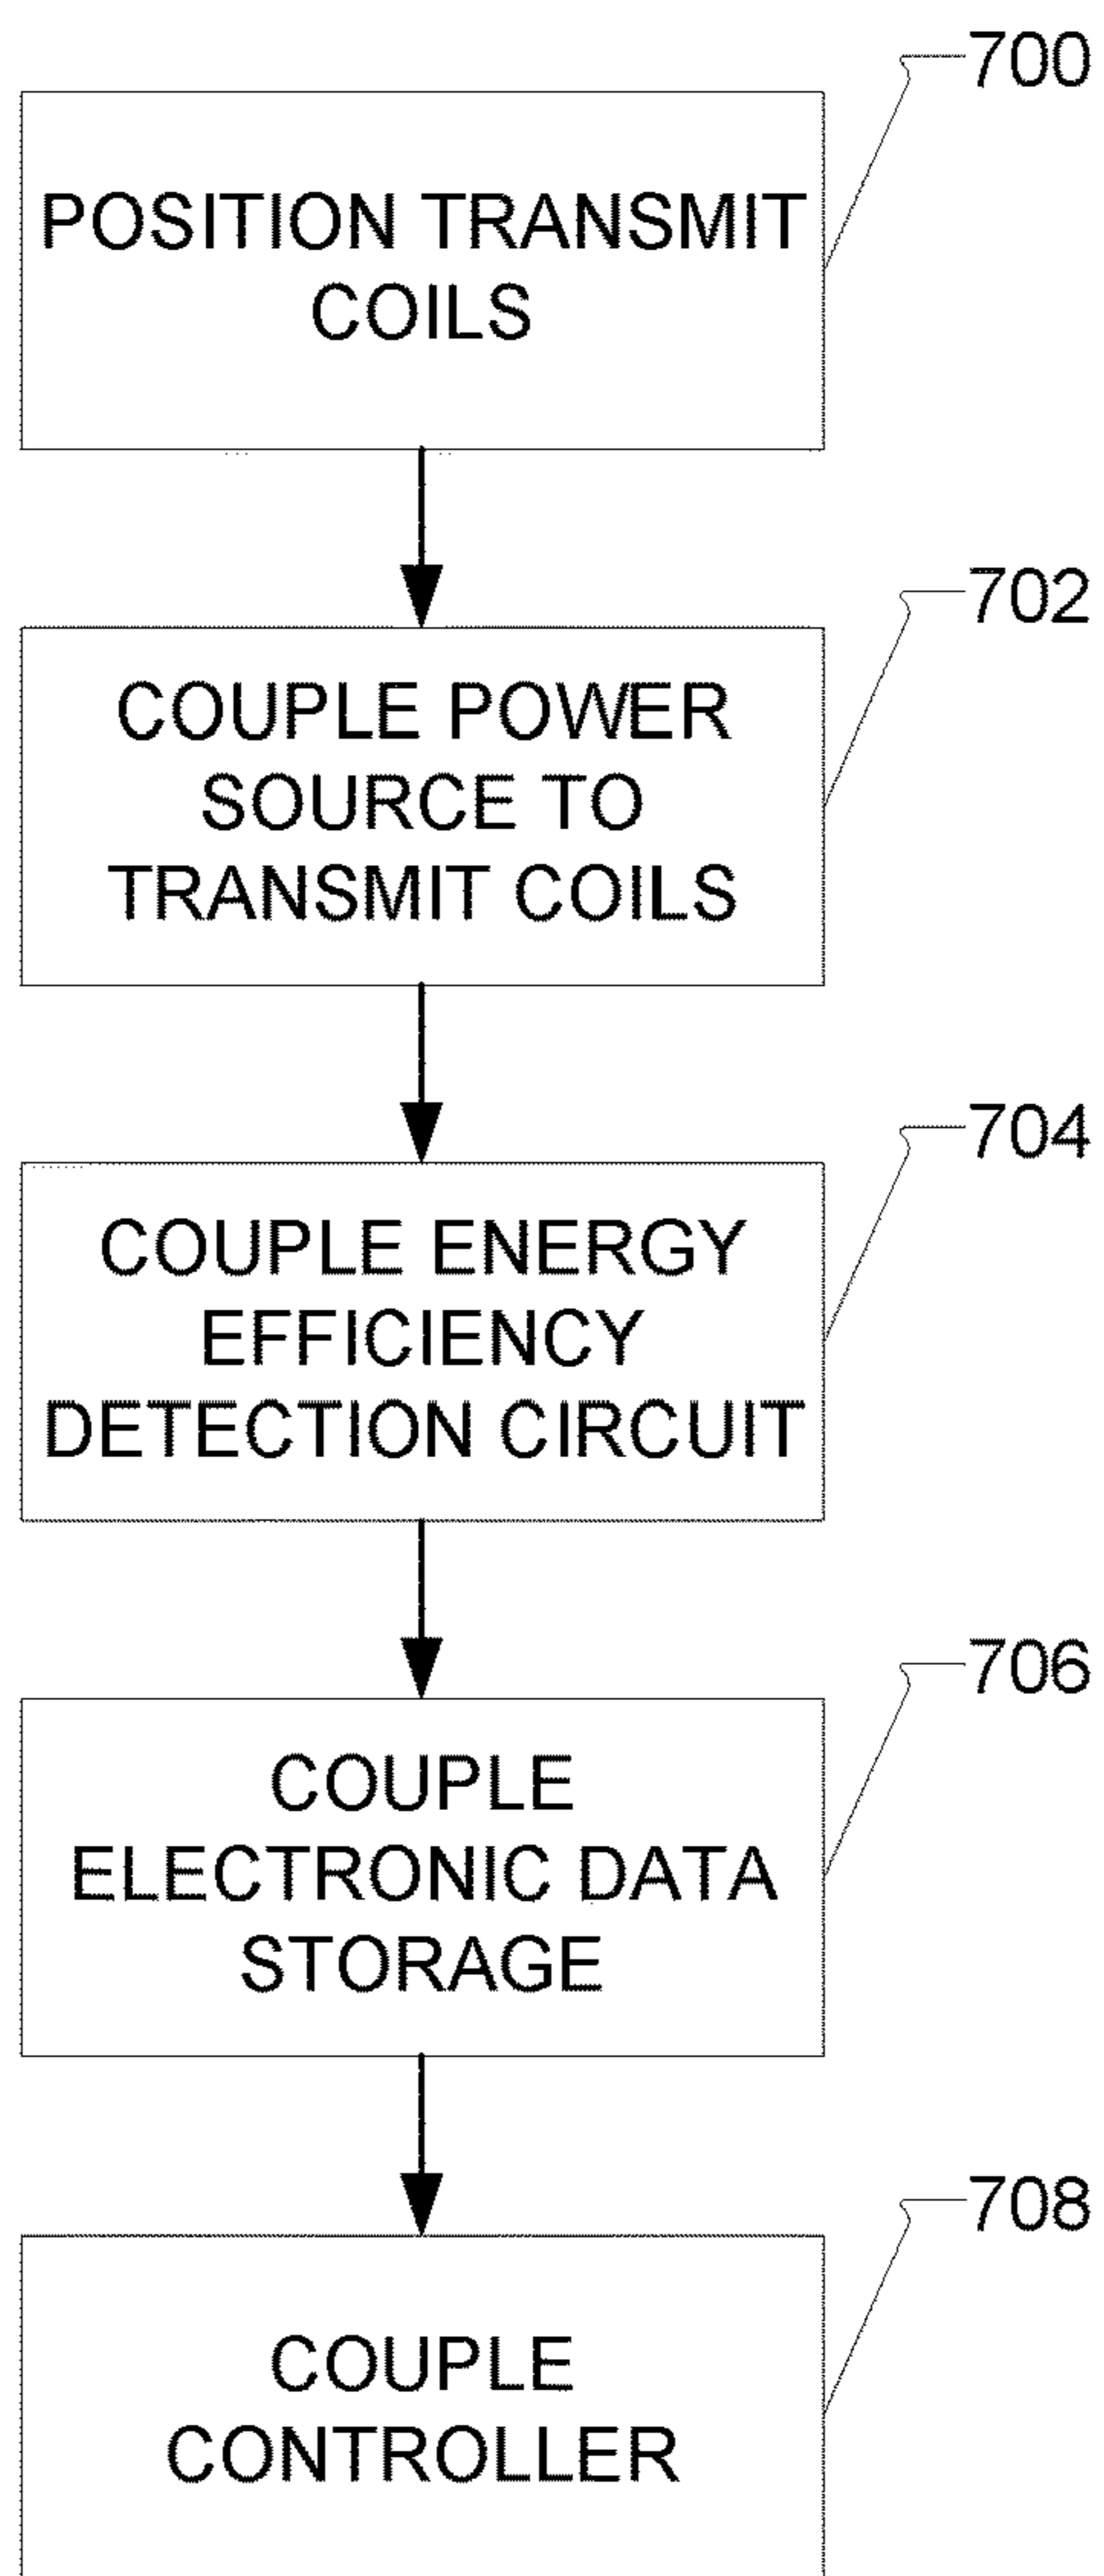 700
POSITION TRANSMIT
COILS
702
COUPLE POWER
SOURCE TO
TRANSMIT COILS
704
COUPLE ENERGY
EFFICIENCY
DETECTION CIRCUIT
706
COUPLE
ELECTRONIC DATA
STORAGE
708
COUPLE
CONTROLLER